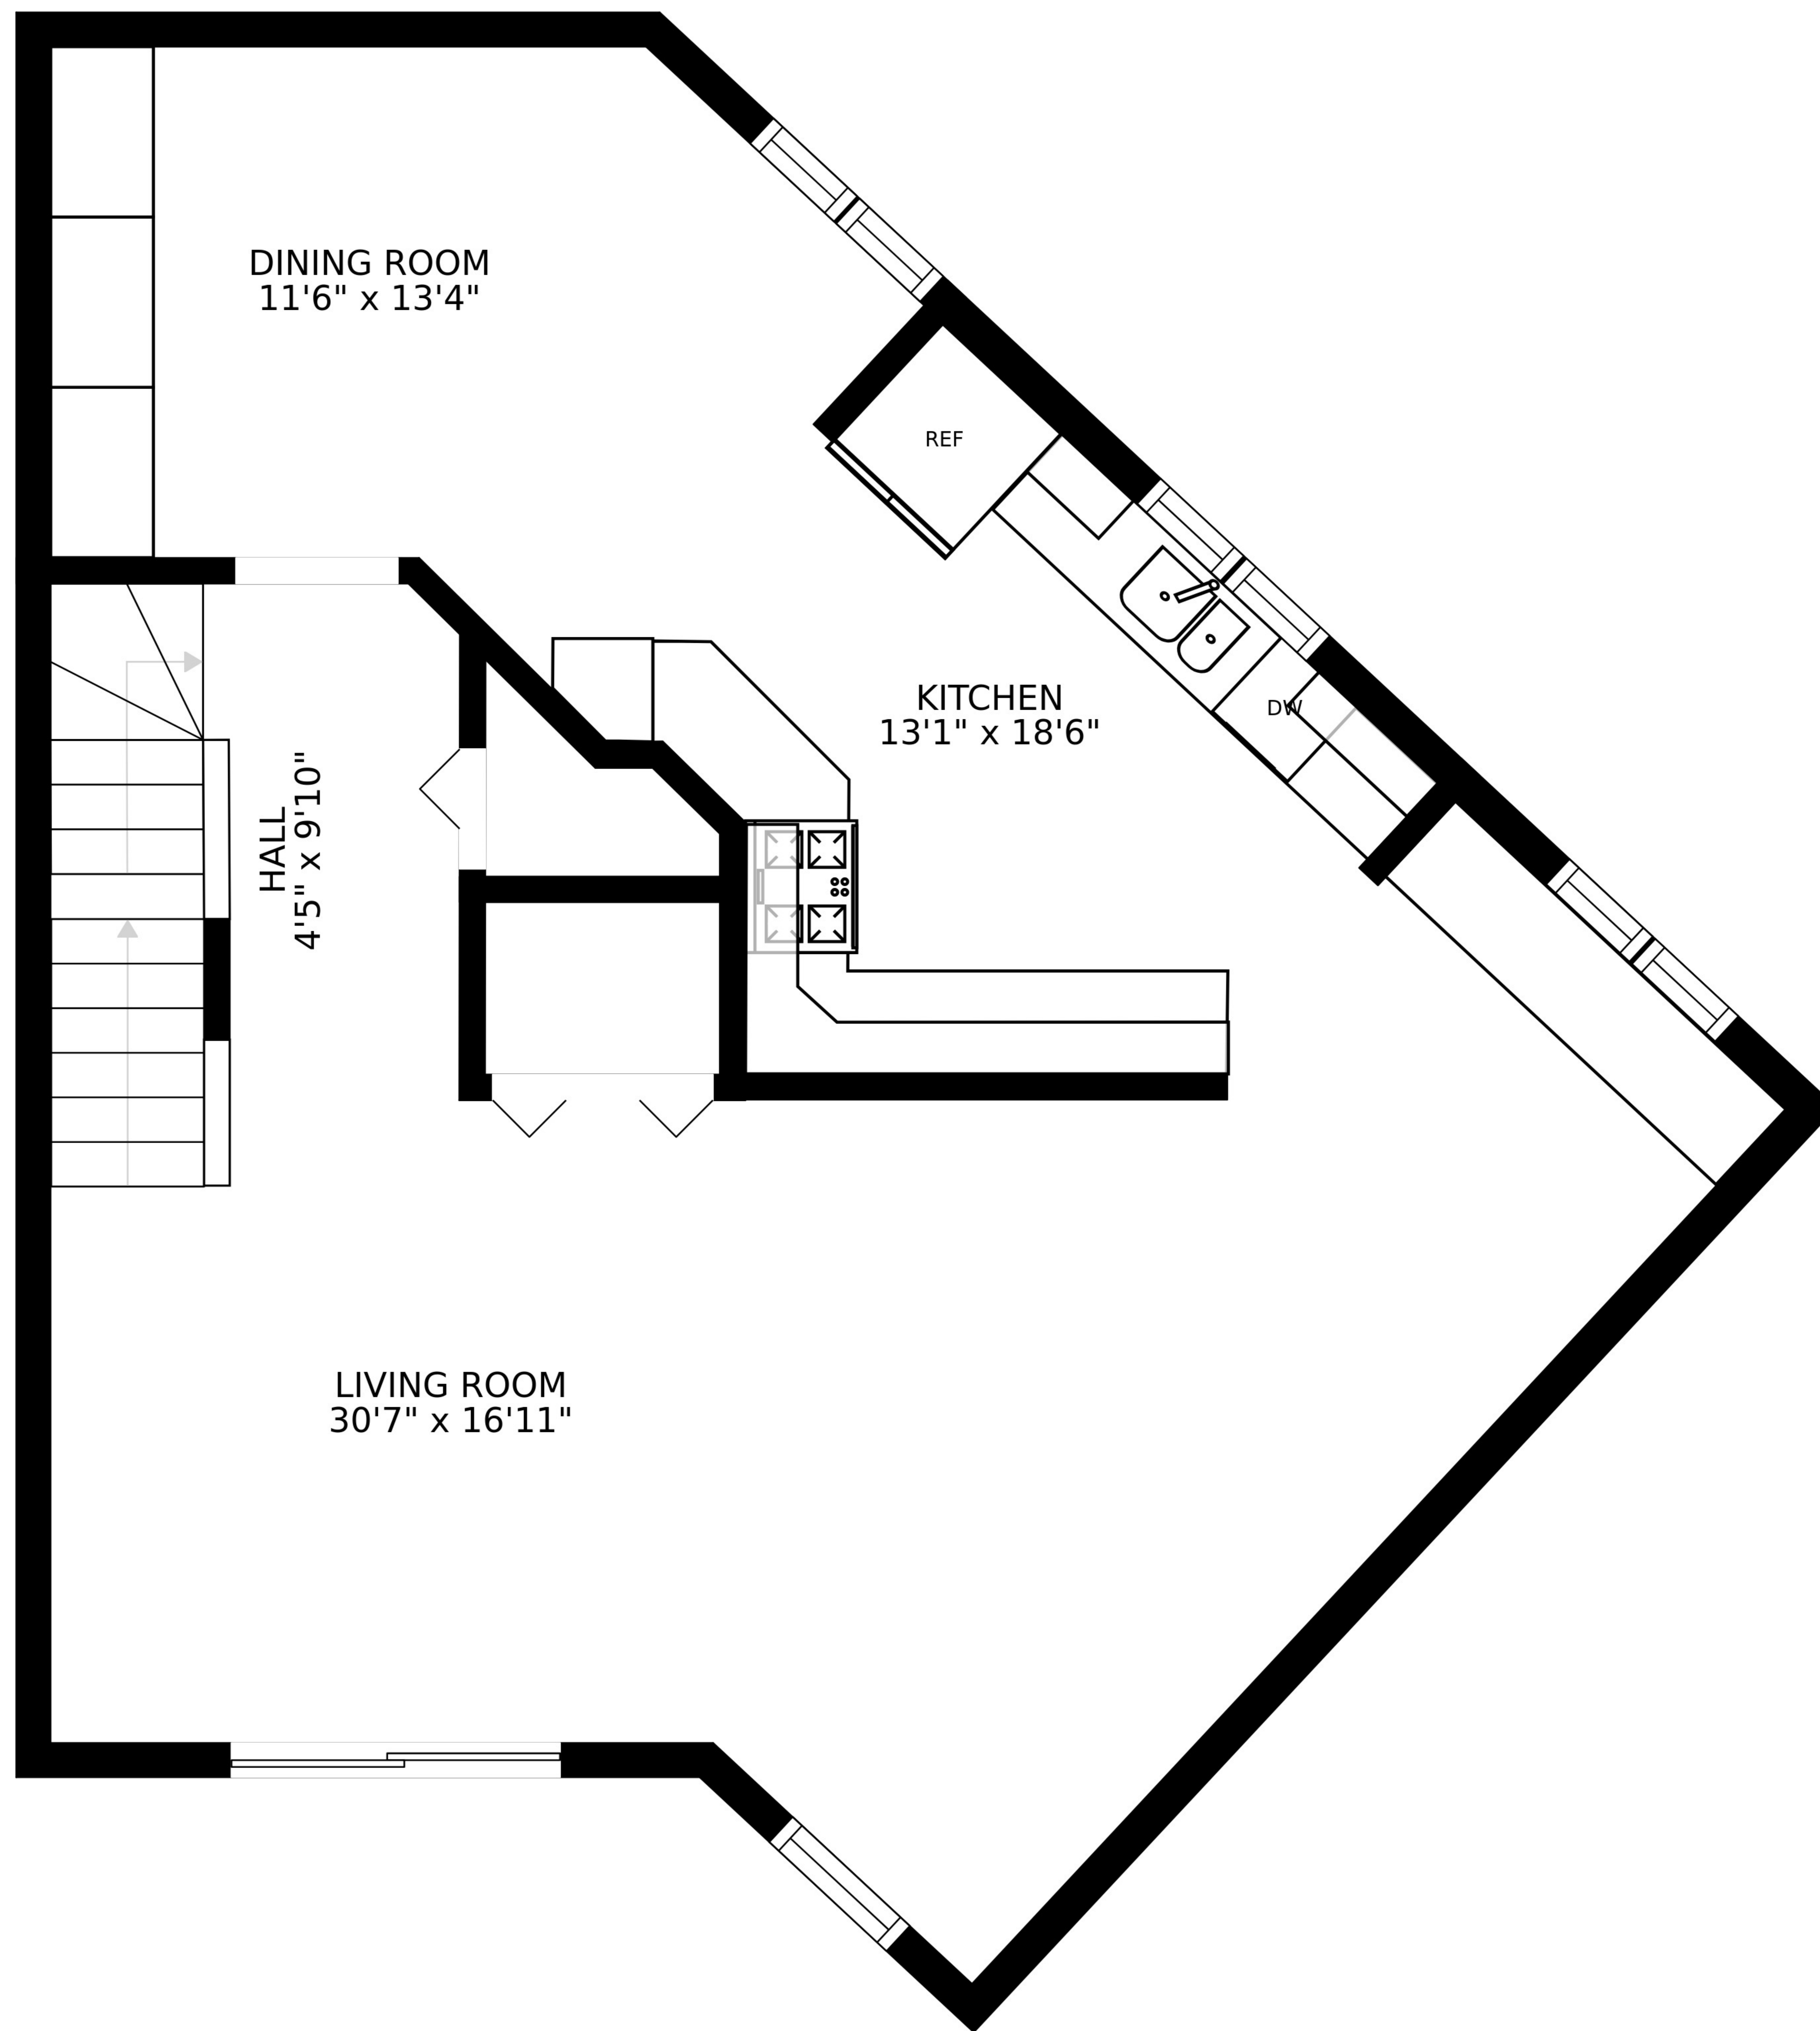 DINING ROOM
11'6" x 13'4"
REF
KITCHEN
13'1" x 18'6"
DW
HALL
4'5" x 9'10"
LIVING ROOM
30'7" x 16'11"